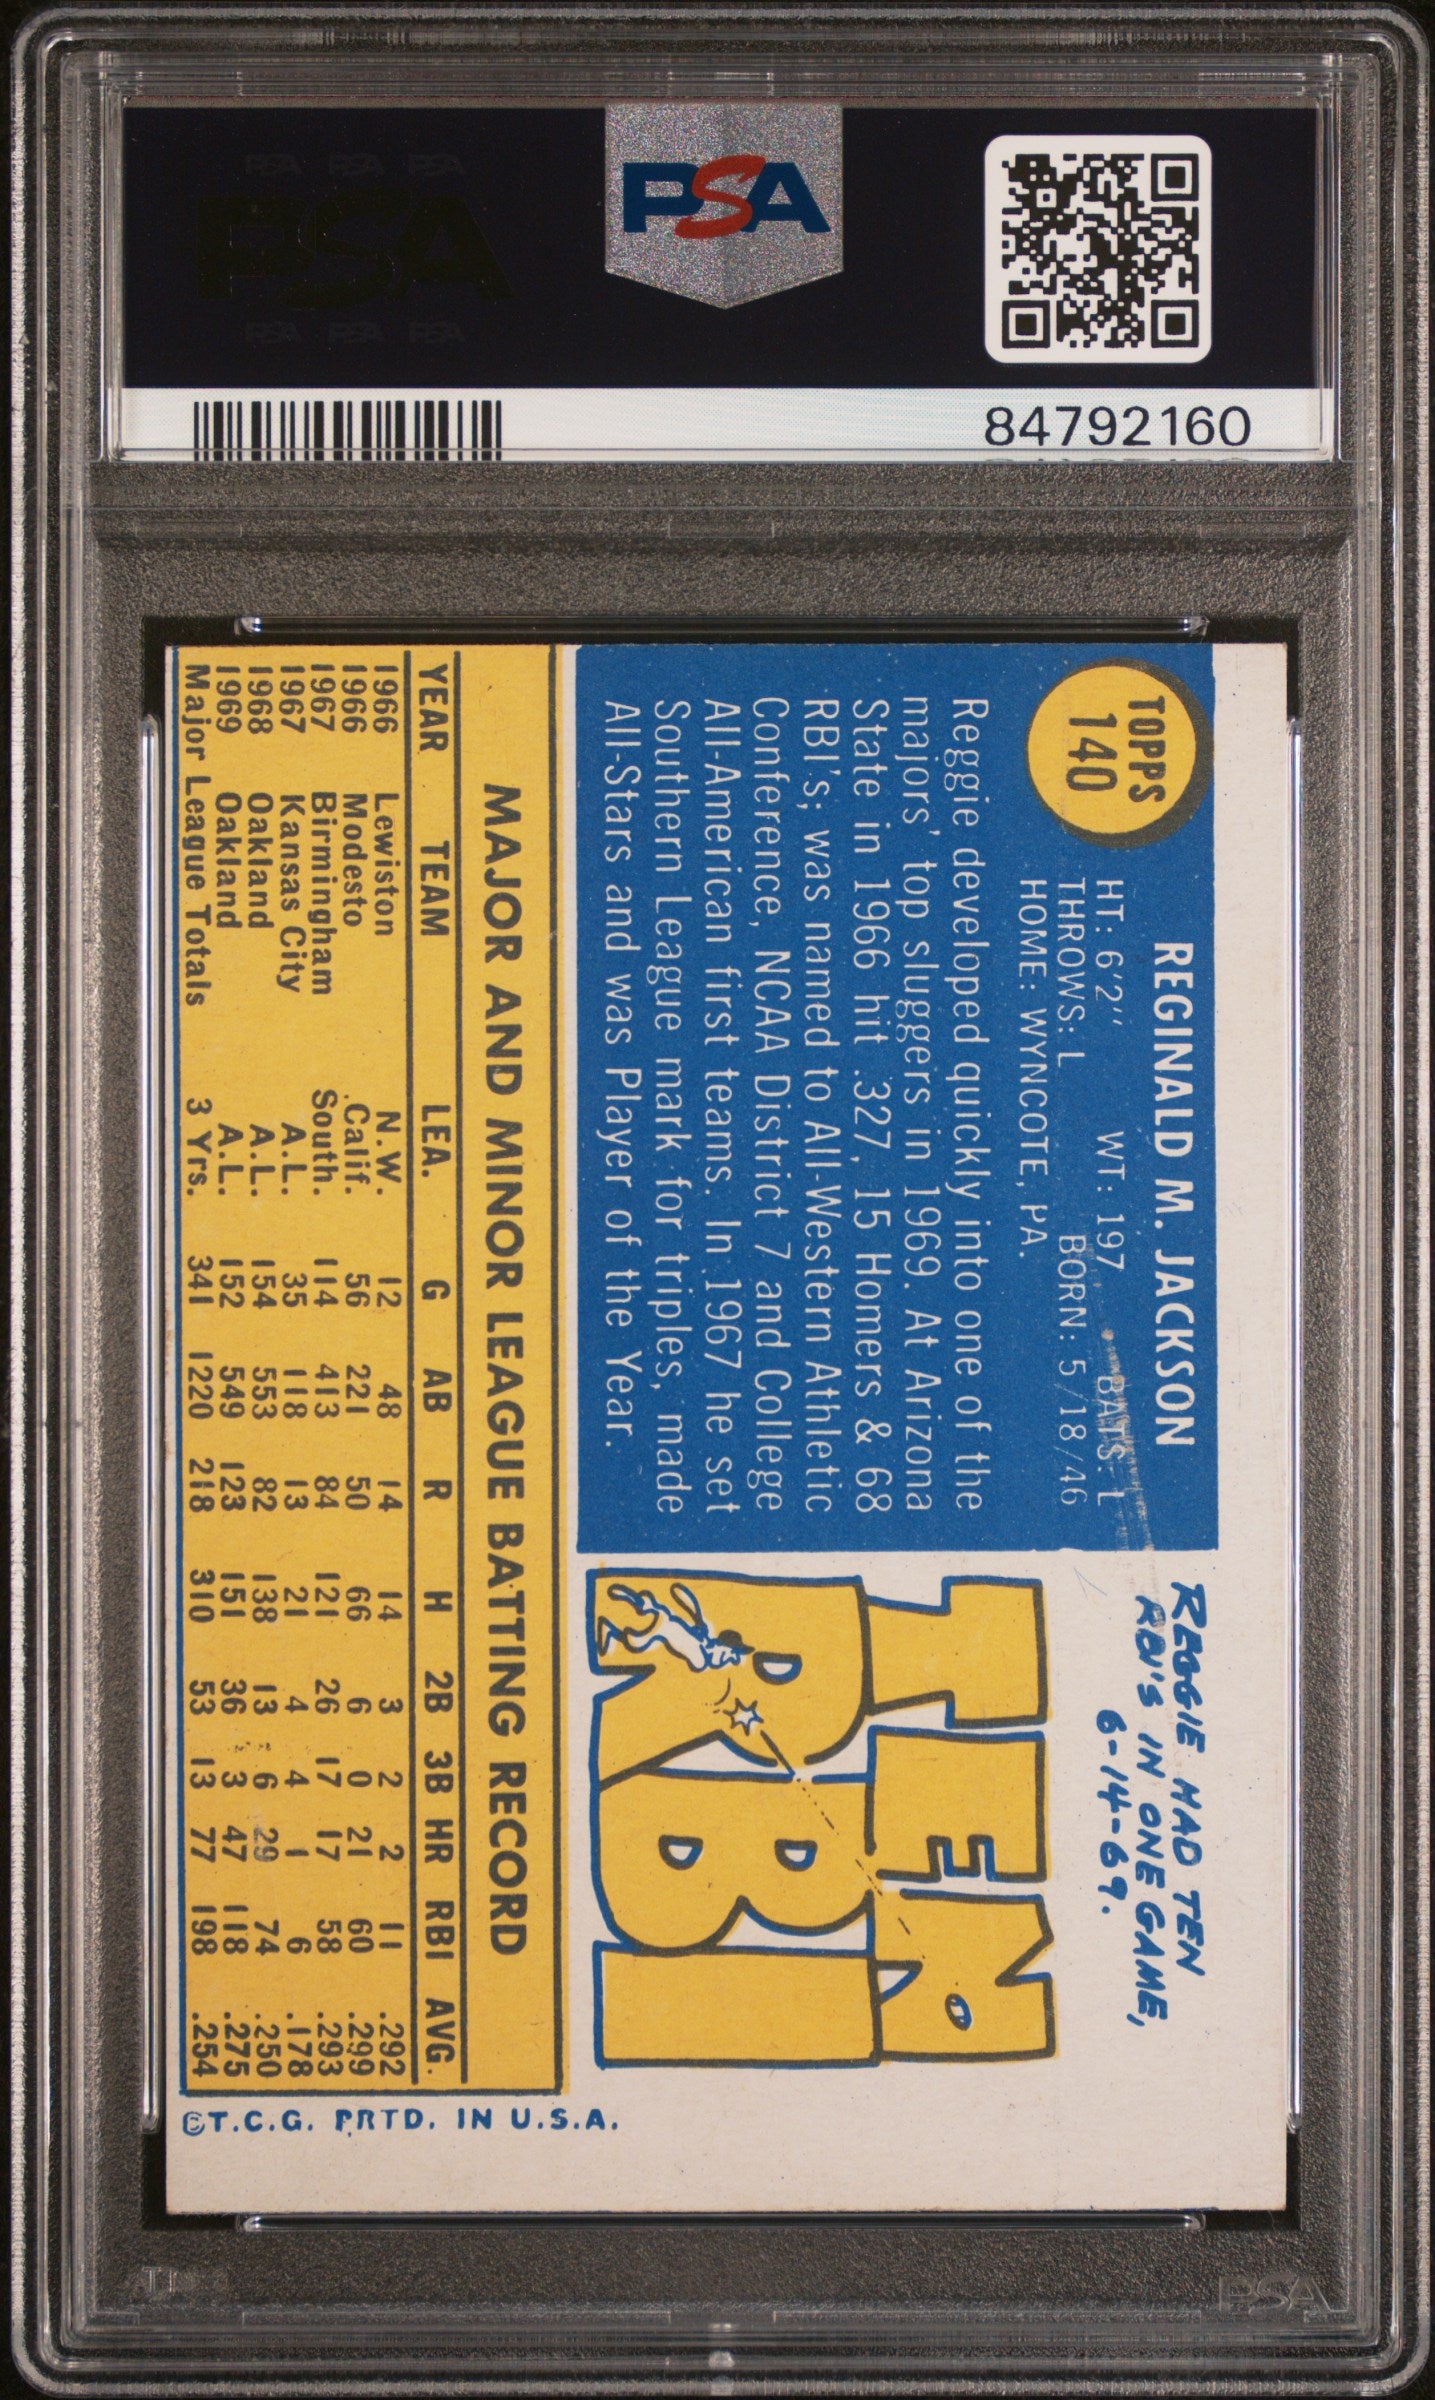 PSA PSA PSA
PSA
PSA PSA PSA
PSA
84792160
TOPPS
140
REGINALD M. JACKSON
HT: 6'2" WT: 197 BATS: L
THROWS: L BORN: 5/18/46
HOME: WYNCOTE, PA.
Reggie developed quickly into one of the
majors' top sluggers in 1969. At Arizona
State in 1966 hit .327, 15 Homers & 68
RBI's; was named to All-Western Athletic
Conference, NCAA District 7 and College
All-American first teams. In 1967 he set
Southern League mark for triples, made
All-Stars and was Player of the Year.
REGGIE HAD TEN
RBI'S IN ONE GAME,
6-14-69.
TEN
RBI
MAJOR AND MINOR LEAGUE BATTING RECORD
YEAR TEAM LEA. G AB R H 2B 3B HR RBI AVG.
1966 Lewiston N.W. 12 48 14 14 3 2 2 11 .292
1966 Modesto Calif. 56 221 50 66 6 0 21 60 .299
1967 Birmingham South. 114 413 84 121 26 17 17 58 .293
1967 Kansas City A.L. 35 118 13 21 4 4 1 6 .178
1968 Oakland A.L. 154 553 82 138 13 6 29 74 .250
1969 Oakland A.L. 152 549 123 151 36 3 47 118 .275
Major League Totals 3 Yrs. 341 1220 218 310 53 13 77 198 .254
©T.C.G. PRTD. IN U.S.A.
PSA